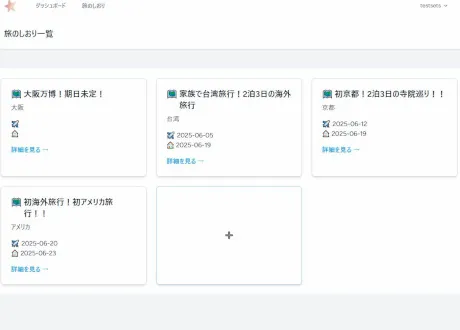 ダッシュボード 旅のしおり
旅のしおり一覧
大阪万博！期日未定！
大阪
詳細を見る →
家族で台湾旅行！2泊3日の海外
旅行
台湾
2025-06-05
2025-06-19
詳細を見る →
初京都！2泊3日の寺院巡り！！
京都
2025-06-12
2025-06-19
詳細を見る →
初海外旅行！初アメリカ旅
行！！
アメリカ
2025-06-20
2025-06-23
詳細を見る →
+